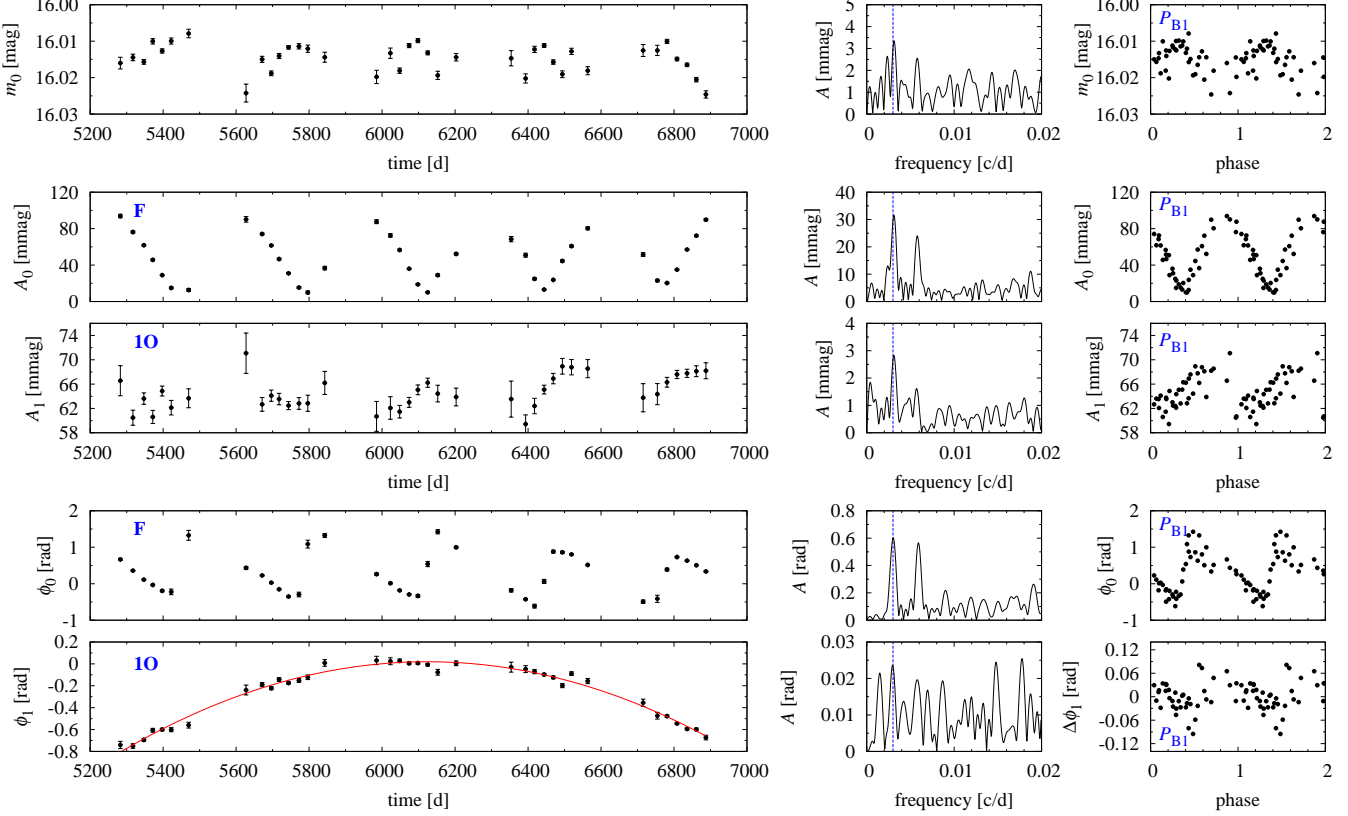 16.00
16.01
16.02
16.03
m0 [mag]
5200 5400 5600 5800 6000 6200 6400 6600 6800 7000
time [d]
5
4
3
2
1
0
A [mmag]
0 0.01 0.02
frequency [c/d]
16.00
16.01
16.02
16.03
m0 [mag]
PB1
0 1 2
phase
120
80
40
0
A0 [mmag]
F
40
30
20
10
0
A [mmag]
120
80
40
0
A0 [mmag]
PB1
74
70
66
62
58
A1 [mmag]
1O
5200 5400 5600 5800 6000 6200 6400 6600 6800 7000
time [d]
4
3
2
1
0
A [mmag]
0 0.01 0.02
frequency [c/d]
74
70
66
62
58
A1 [mmag]
PB1
0 1 2
phase
2
1
0
-1
ϕ0 [rad]
F
0.8
0.6
0.4
0.2
0
A [rad]
2
1
0
-1
ϕ0 [rad]
PB1
0.2
0
-0.2
-0.4
-0.6
-0.8
ϕ1 [rad]
1O
5200 5400 5600 5800 6000 6200 6400 6600 6800 7000
time [d]
0.03
0.02
0.01
0
A [rad]
0 0.01 0.02
frequency [c/d]
0.12
0.06
0
-0.06
-0.12
Δϕ1 [rad]
PB1
0 1 2
phase